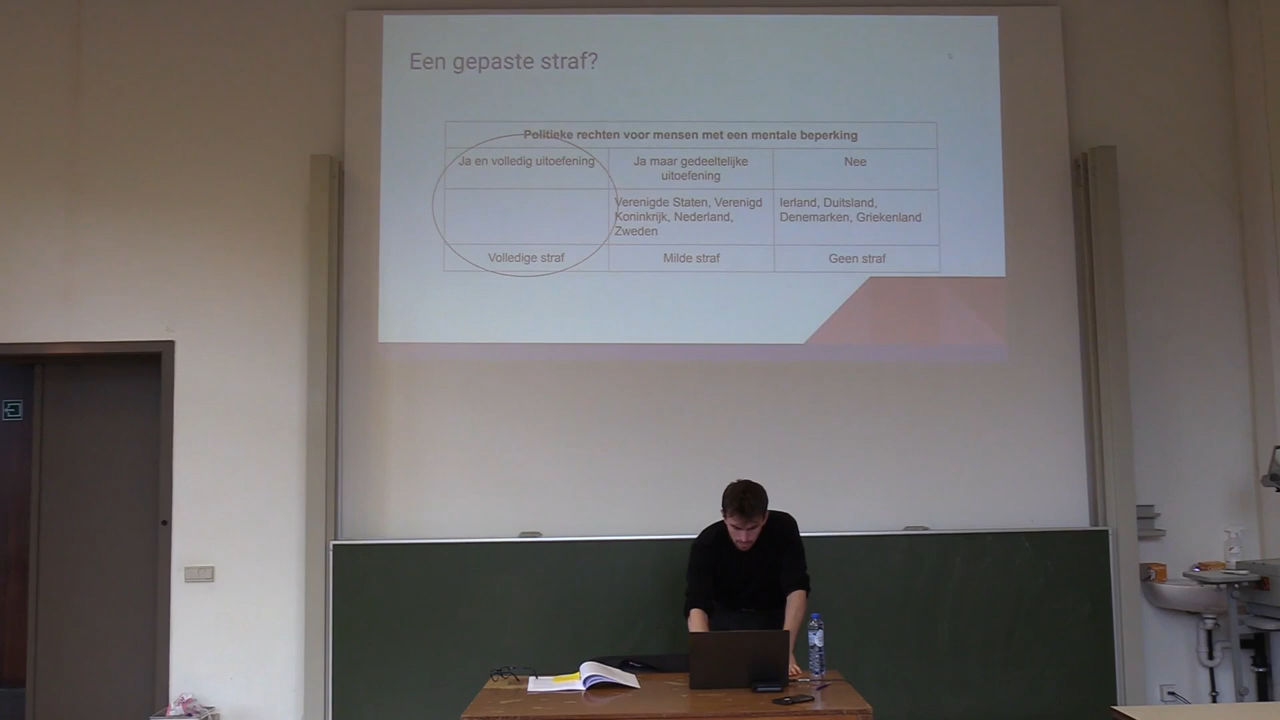 Een gepaste straf?
Politieke rechten voor mensen met een mentale beperking
Ja en volledig uitoefening
Ja maar gedeeltelijke
uitoefening
Nee
Verenigde Staten, Verenigd
Koninkrijk, Nederland,
Zweden
Ierland, Duitsland,
Denemarken, Griekenland
Volledige straf
Milde straf
Geen straf